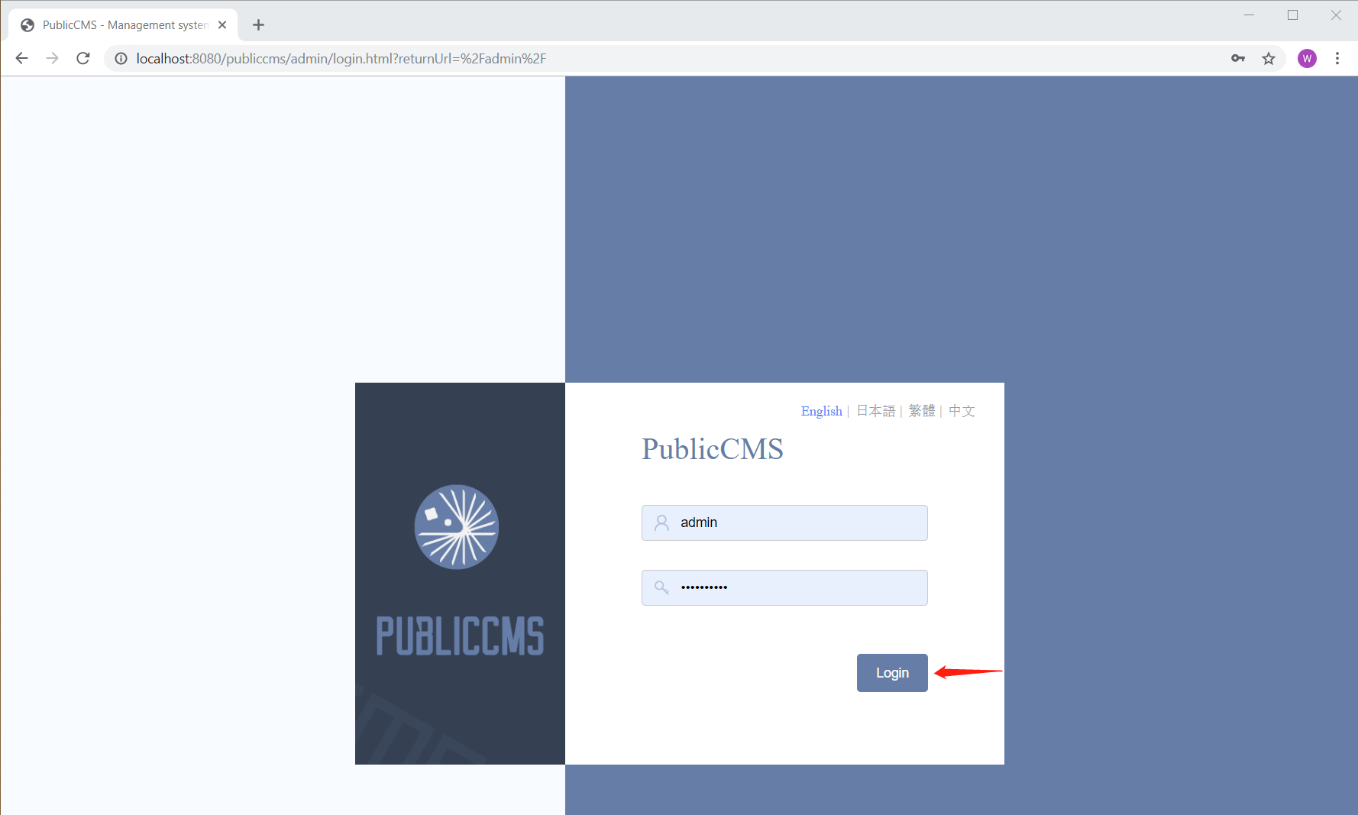 PublicCMS - Management system
localhost:8080/publiccms/admin/login.html?returnUrl=%2Fadmin%2F
W
English | 日本語 | 繁體 | 中文
PublicCMS
admin
••••••••••
PUBLICCMS
Login